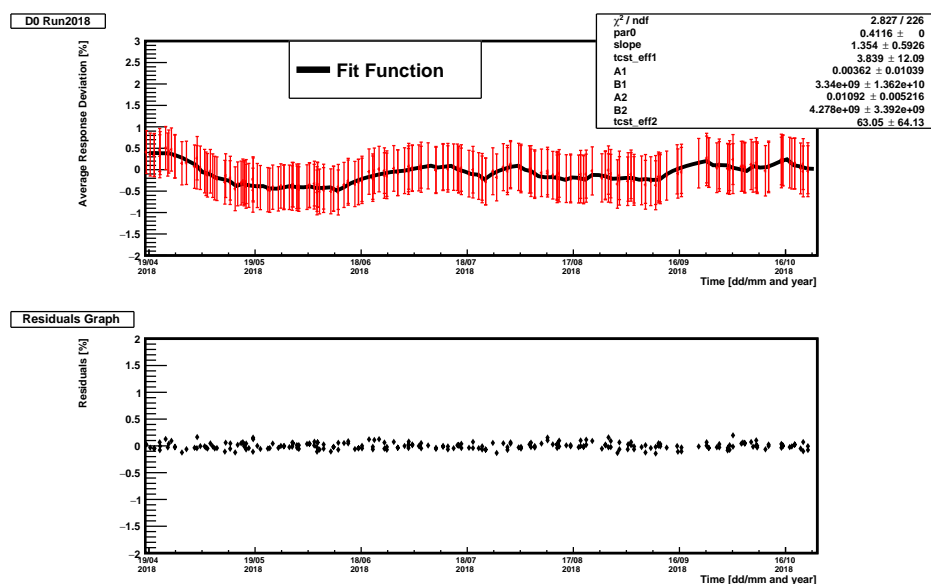 D0 Run2018
χ² / ndf 2.827 / 226
par0 0.4116 ± 0
slope 1.354 ± 0.5926
tcst_eff1 3.839 ± 12.09
A1 0.00362 ± 0.01039
B1 3.34e+09 ± 1.362e+10
A2 0.01092 ± 0.005216
B2 4.278e+09 ± 3.392e+09
tcst_eff2 63.05 ± 64.13
Fit Function
Average Response Deviation [%]
3
2.5
2
1.5
1
0.5
0
−0.5
−1
−1.5
−2
19/04 19/05 18/06 18/07 17/08 16/09 16/10
2018 2018 2018 2018 2018 2018 2018
Time [dd/mm and year]
Residuals Graph
Residuals [%]
2
1.5
1
0.5
0
−0.5
−1
−1.5
−2
19/04 19/05 18/06 18/07 17/08 16/09 16/10
2018 2018 2018 2018 2018 2018 2018
Time [dd/mm and year]